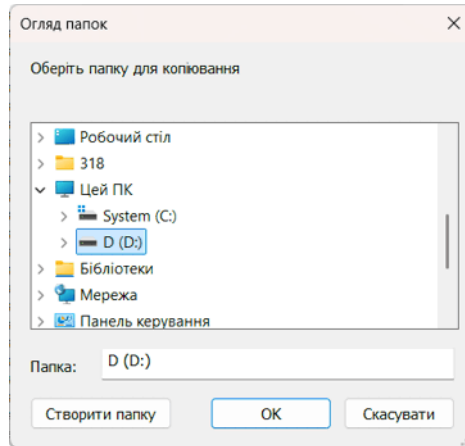 Огляд папок
Оберіть папку для копіювання
Робочий стіл
318
Цей ПК
System (C:)
D (D:)
Бібліотеки
Мережа
Панель керування
Папка: D (D:)
Створити папку ОК Скасувати